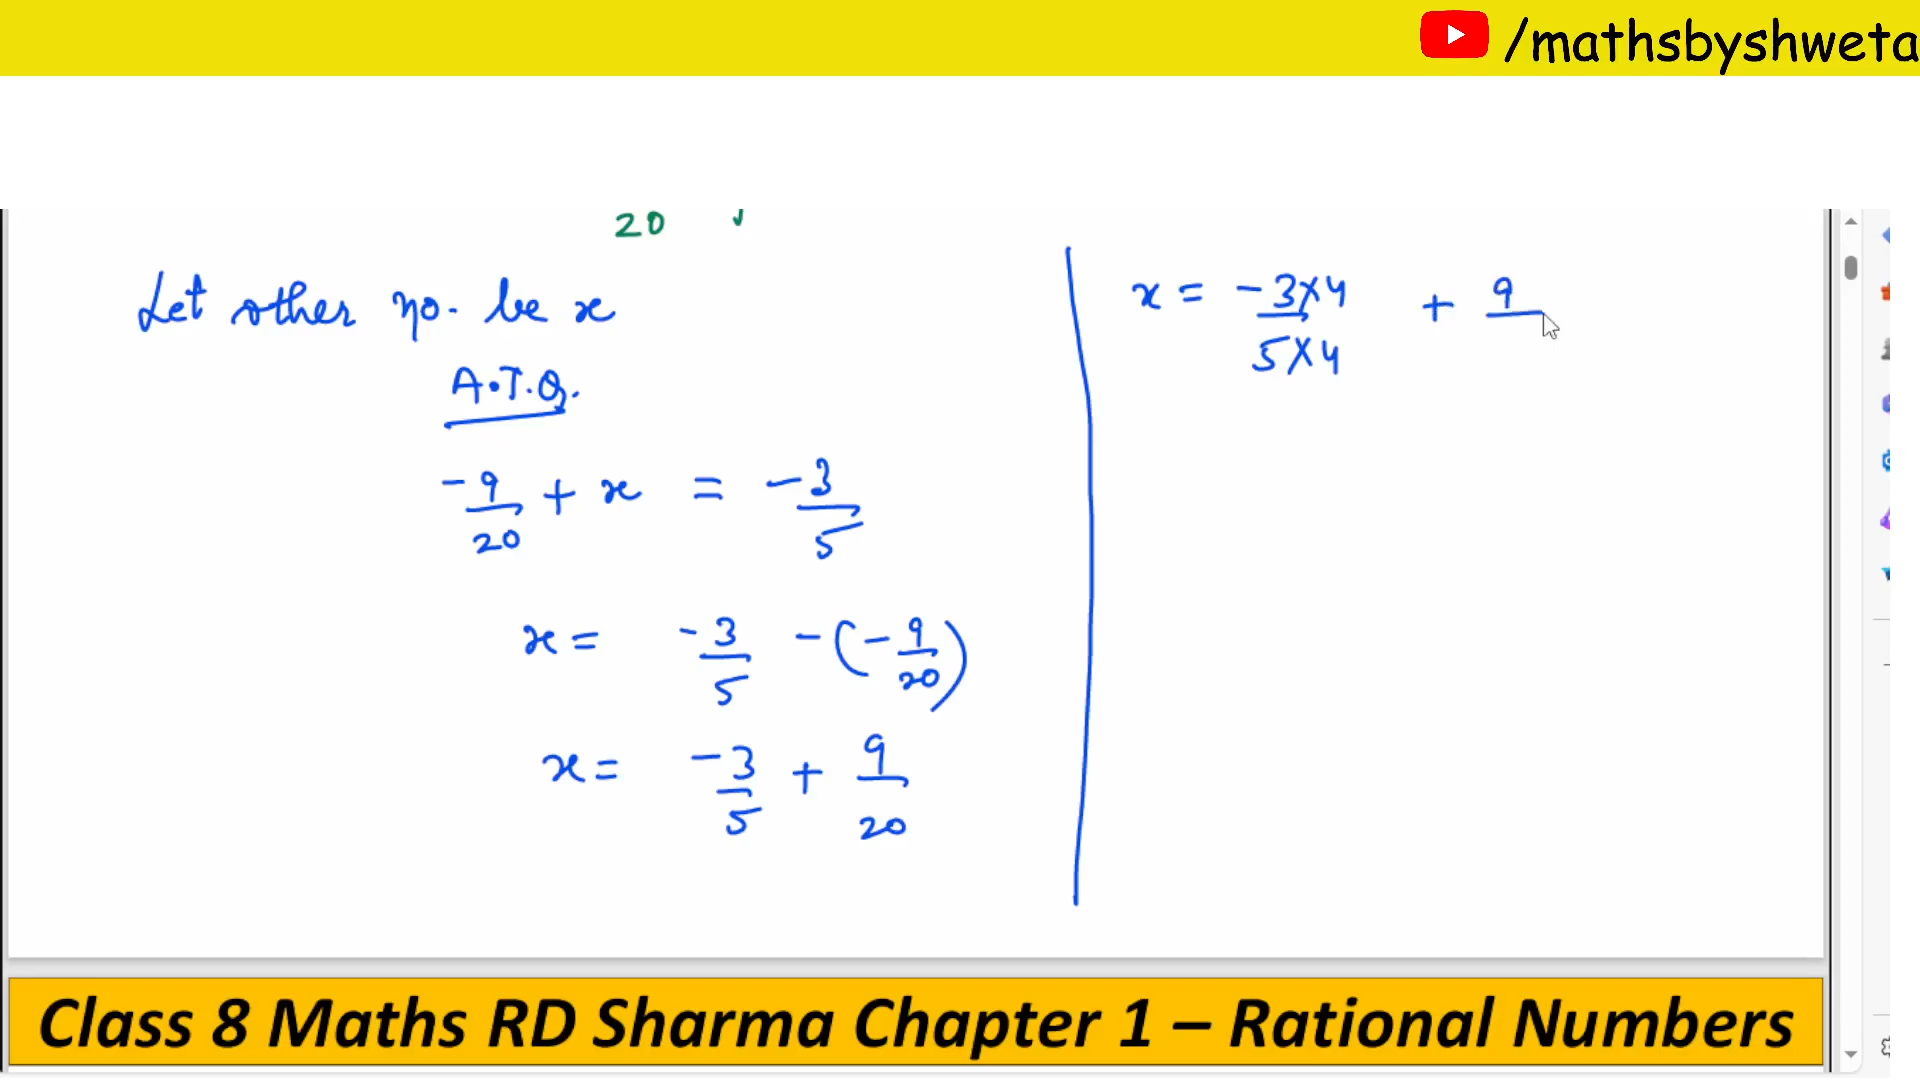 /mathsbyshweta
20
Let other no. be x
A.T.Q.
-9/20 + x = -3/5
x = -3/5 - (-9/20)
x = -3/5 + 9/20
x = -3×4/5×4 + 9
Class 8 Maths RD Sharma Chapter 1 – Rational Numbers